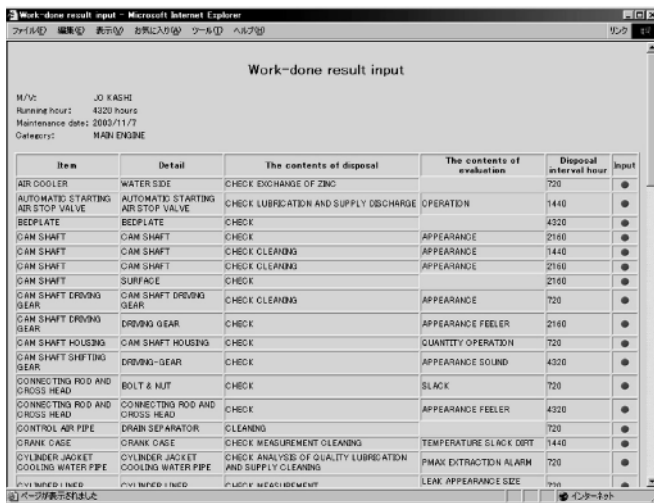 Work-done result input - Microsoft Internet Explorer
ファイル(F) 編集(E) 表示(V) お気に入り(A) ツール(T) ヘルプ(H) リンク
Work-done result input
M/V: JO KASHI
Running hour: 4320 hours
Maintenance date: 2003/11/7
Category: MAIN ENGINE
Item Detail The contents of disposal The contents of evaluation Disposal interval hour Input
AIR COOLER WATER SIDE CHECK EXCHANGE OF ZINC 720
AUTOMATIC STARTING AIR STOP VALVE AUTOMATIC STARTING AIR STOP VALVE CHECK LUBRICATION AND SUPPLY DISCHARGE OPERATION 1440
BEDPLATE BEDPLATE CHECK 4320
CAM SHAFT CAM SHAFT CHECK APPEARANCE 2160
CAM SHAFT CAM SHAFT CHECK CLEANING APPEARANCE 1440
CAM SHAFT CAM SHAFT CHECK CLEANING APPEARANCE 2160
CAM SHAFT SURFACE CHECK 2160
CAM SHAFT DRIVING GEAR CAM SHAFT DRIVING GEAR CHECK CLEANING APPEARANCE 720
CAM SHAFT DRIVING GEAR DRIVING GEAR CHECK APPEARANCE FEELER 2160
CAM SHAFT HOUSING CAM SHAFT HOUSING CHECK QUANTITY OPERATION 720
CAM SHAFT SHIFTING GEAR DRIVING-GEAR CHECK APPEARANCE SOUND 4320
CONNECTING ROD AND CROSS HEAD BOLT & NUT CHECK SLACK 720
CONNECTING ROD AND CROSS HEAD CONNECTING ROD AND CROSS HEAD CHECK APPEARANCE FEELER 4320
CONTROL AIR PIPE DRAIN SEPARATOR CLEANING 720
CRANK CASE CRANK CASE CHECK MEASUREMENT CLEANING TEMPERATURE SLACK DIRT 1440
CYLINDER JACKET COOLING WATER PIPE CYLINDER JACKET COOLING WATER PIPE CHECK ANALYSIS OF QUALITY LUBRICATION AND SUPPLY CLEANING PMAX EXTRACTION ALARM 720
CYLINDER LINER CYLINDER LINER CHECK MEASUREMENT LEAK APPEARANCE SIZE 720
ページが表示されました インターネット